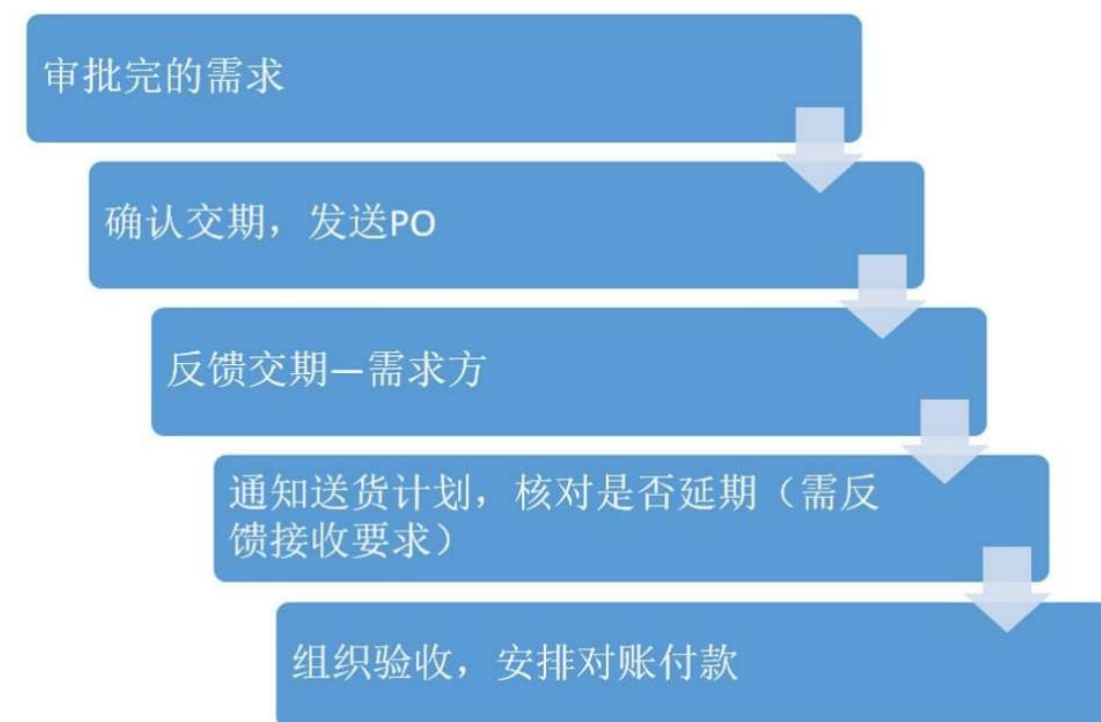 审批完的需求
确认交期，发送PO
反馈交期—需求方
通知送货计划，核对是否延期（需反
馈接收要求）
组织验收，安排对账付款